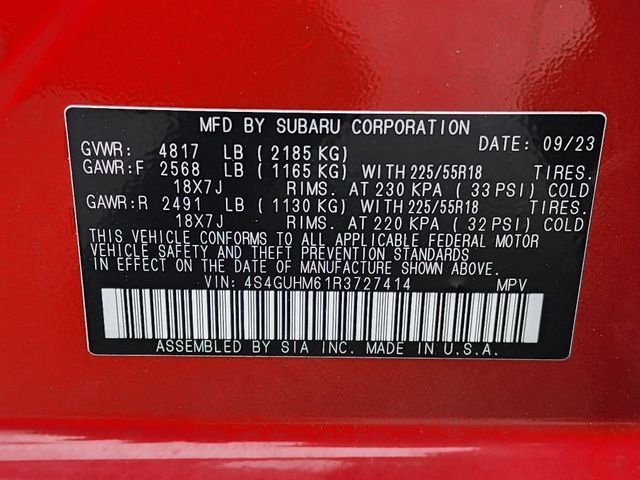 MFD BY SUBARU CORPORATION DATE: 09/23
GVWR: 4817 LB ( 2185 KG)
GAWR:F 2568 LB ( 1165 KG) WITH 225/55R18 TIRES.
18X7J RIMS. AT 230 KPA ( 33 PSI) COLD
GAWR:R 2491 LB ( 1130 KG) WITH 225/55R18 TIRES.
18X7J RIMS. AT 220 KPA ( 32 PSI) COLD
THIS VEHICLE CONFORMS TO ALL APPLICABLE FEDERAL MOTOR
VEHICLE SAFETY AND THEFT PREVENTION STANDARDS
IN EFFECT ON THE DATE OF MANUFACTURE SHOWN ABOVE.
VIN: 4S4GUHM61R3727414 MPV
ASSEMBLED BY SIA INC. MADE IN U.S.A.